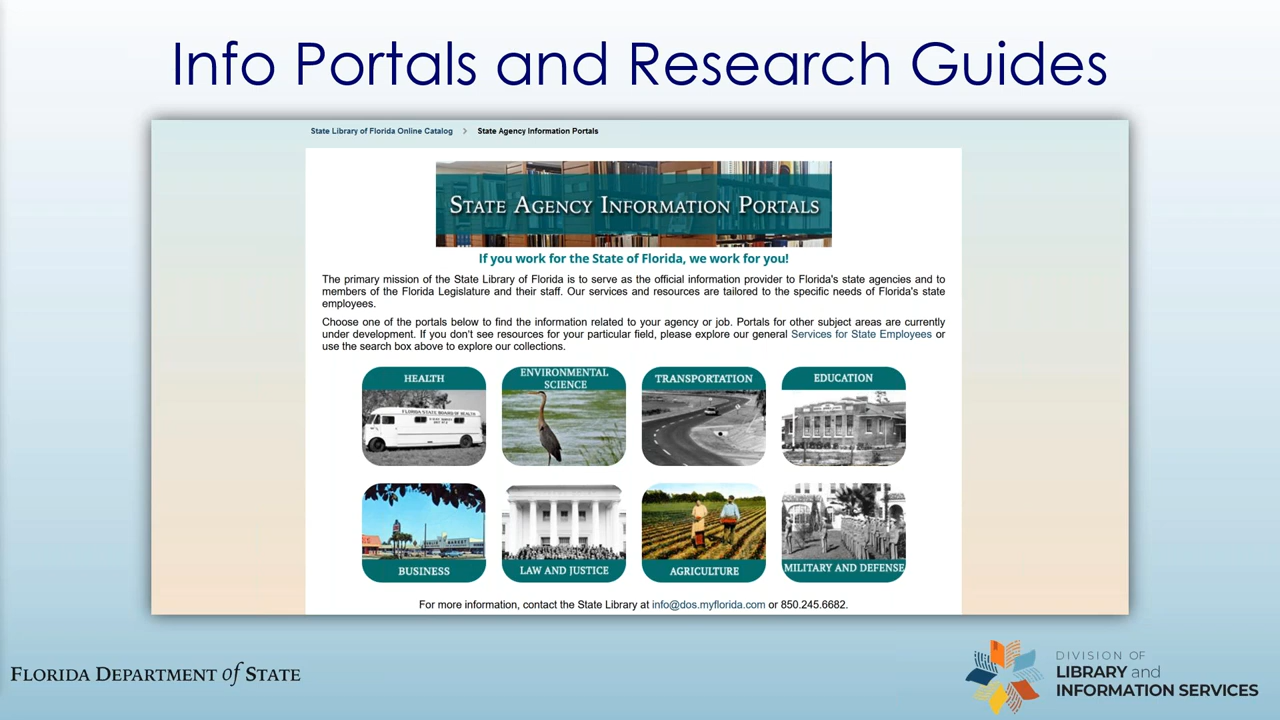 Info Portals and Research Guides
State Library of Florida Online Catalog > State Agency Information Portals
STATE AGENCY INFORMATION PORTALS
If you work for the State of Florida, we work for you!
The primary mission of the State Library of Florida is to serve as the official information provider to Florida's state agencies and to
members of the Florida Legislature and their staff. Our services and resources are tailored to the specific needs of Florida's state
employees.
Choose one of the portals below to find the information related to your agency or job. Portals for other subject areas are currently
under development. If you don't see resources for your particular field, please explore our general Services for State Employees or
use the search box above to explore our collections.
HEALTH
ENVIRONMENTAL
SCIENCE
TRANSPORTATION
EDUCATION
FLORIDA STATE BOARD OF HEALTH
BUSINESS
LAW AND JUSTICE
AGRICULTURE
MILITARY AND DEFENSE
For more information, contact the State Library at info@dos.myflorida.com or 850.245.6682.
FLORIDA DEPARTMENT of STATE
DIVISION OF
LIBRARY and
INFORMATION SERVICES